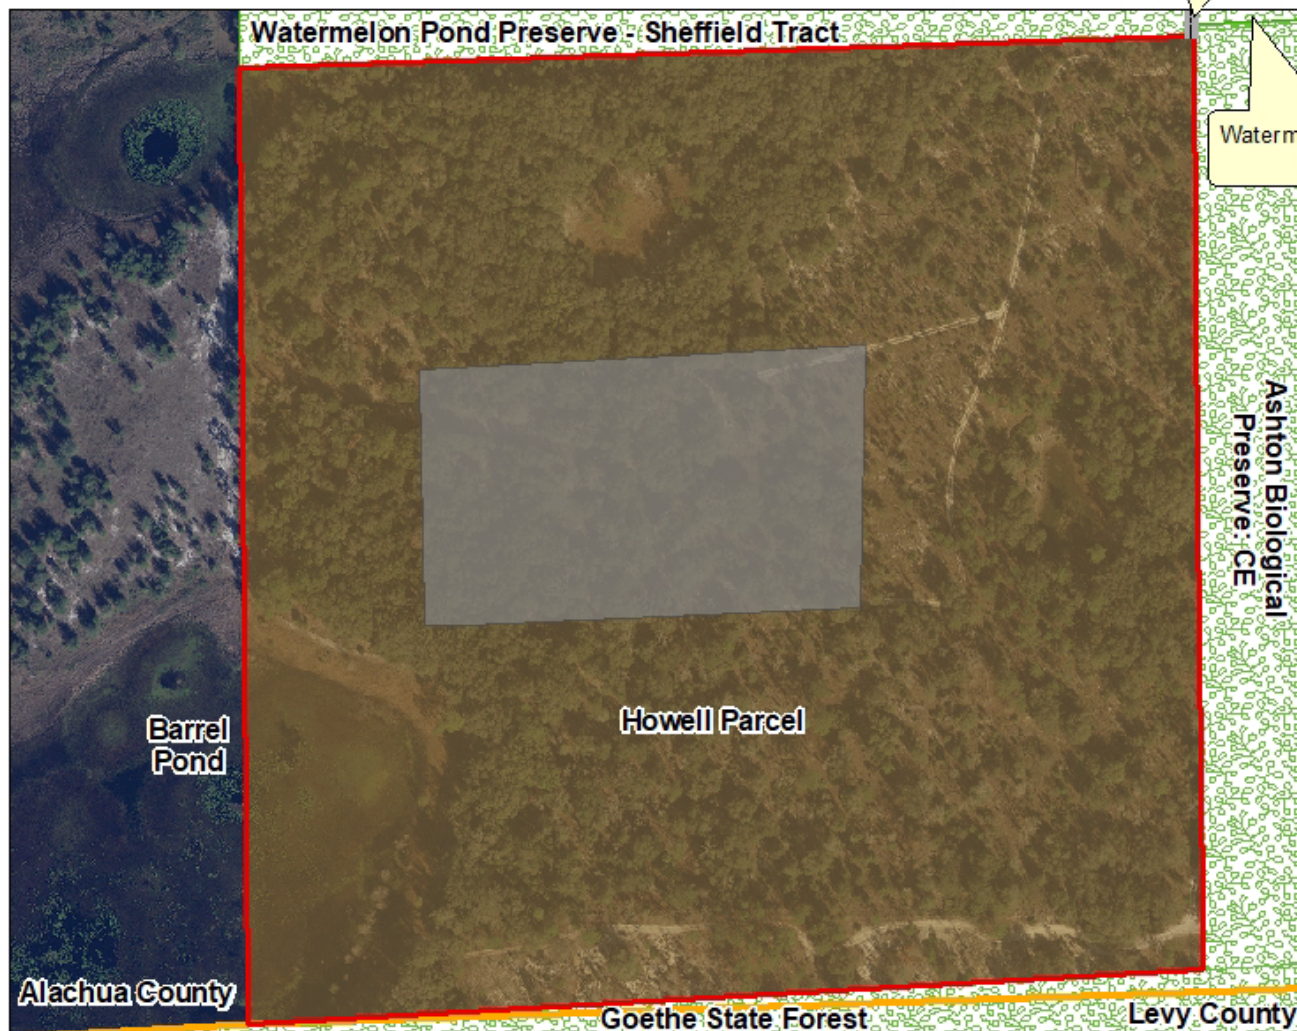 Watermelon Pond Preserve - Sheffield Tract
Ashton Biological
Preserve: CE
Howell Parcel
Barrel
Pond
Alachua County
Goethe State Forest
Levy County